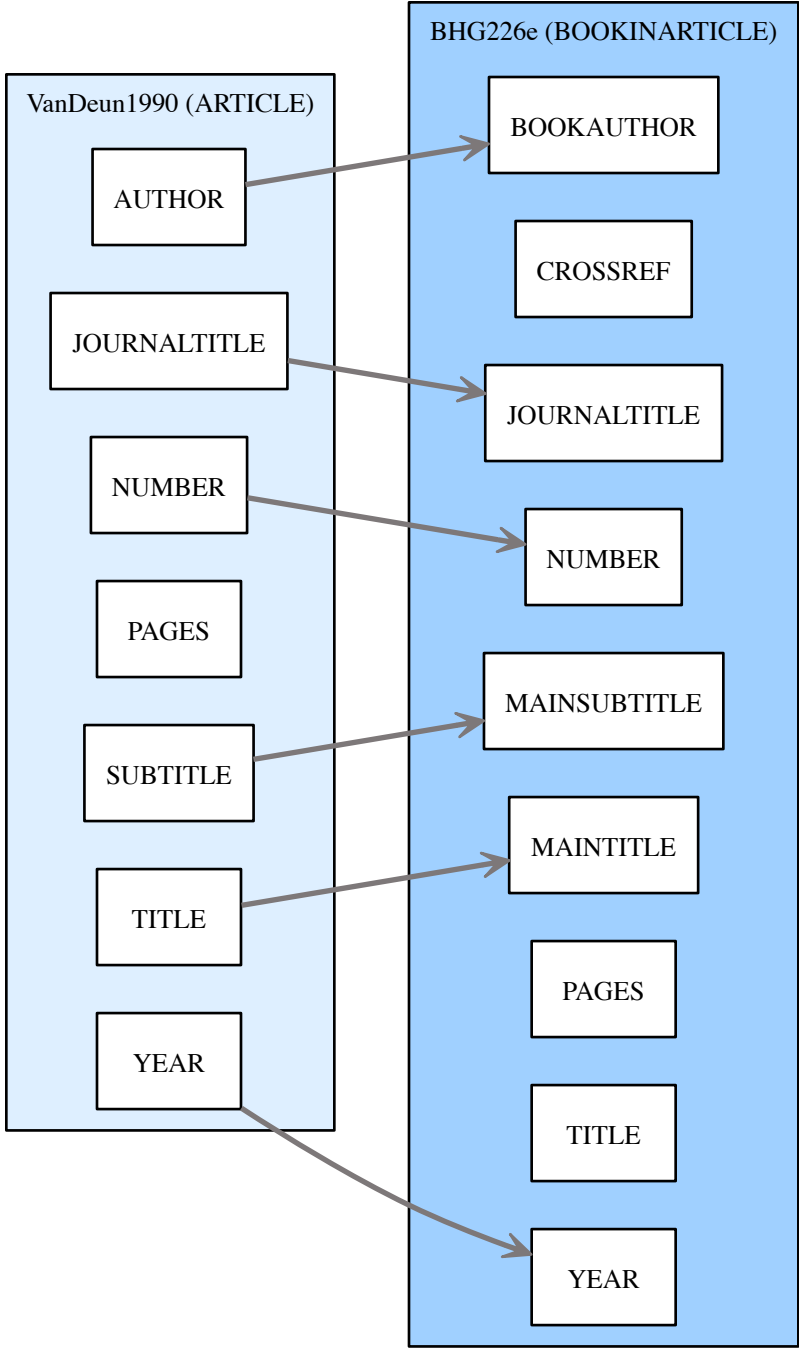 VanDeun1990 (ARTICLE)
AUTHOR
JOURNALTITLE
NUMBER
PAGES
SUBTITLE
TITLE
YEAR
BHG226e (BOOKINARTICLE)
BOOKAUTHOR
CROSSREF
JOURNALTITLE
NUMBER
MAINSUBTITLE
MAINTITLE
PAGES
TITLE
YEAR